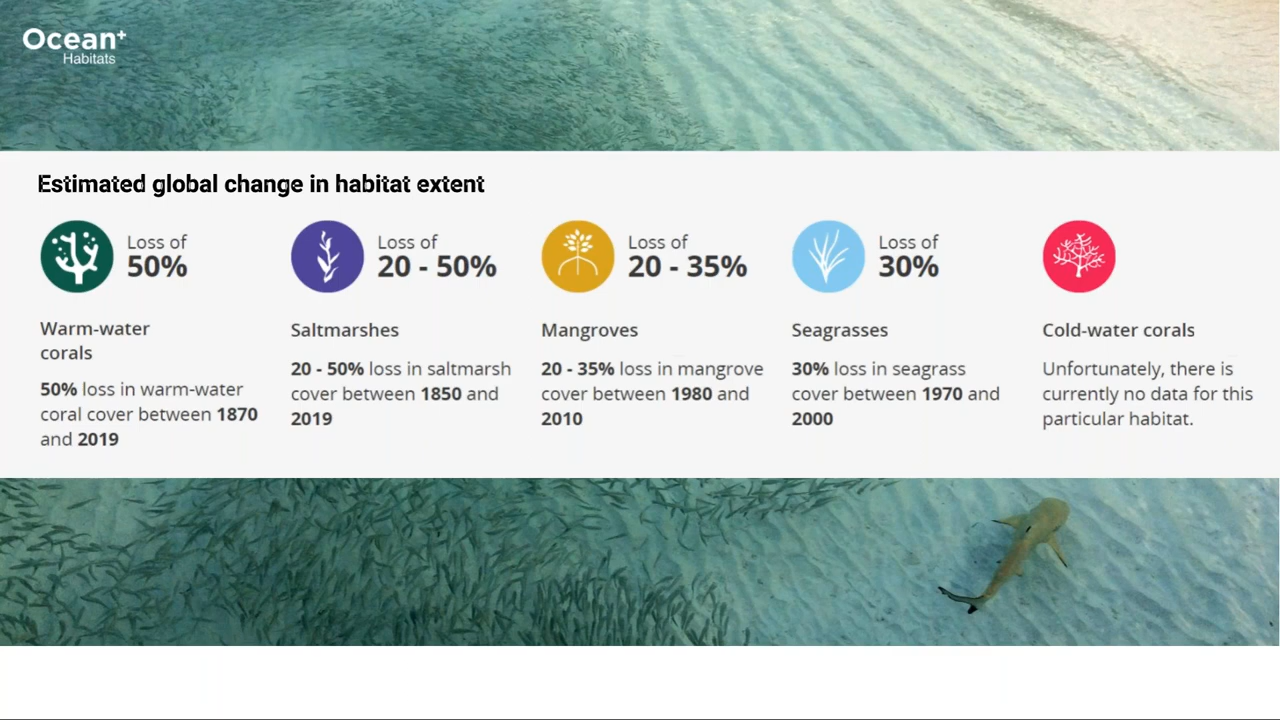 Ocean+
Habitats
Estimated global change in habitat extent
Loss of
50%
Warm-water
corals
50% loss in warm-water
coral cover between 1870
and 2019
Loss of
20 - 50%
Saltmarshes
20 - 50% loss in saltmarsh
cover between 1850 and
2019
Loss of
20 - 35%
Mangroves
20 - 35% loss in mangrove
cover between 1980 and
2010
Loss of
30%
Seagrasses
30% loss in seagrass
cover between 1970 and
2000
Cold-water corals
Unfortunately, there is
currently no data for this
particular habitat.